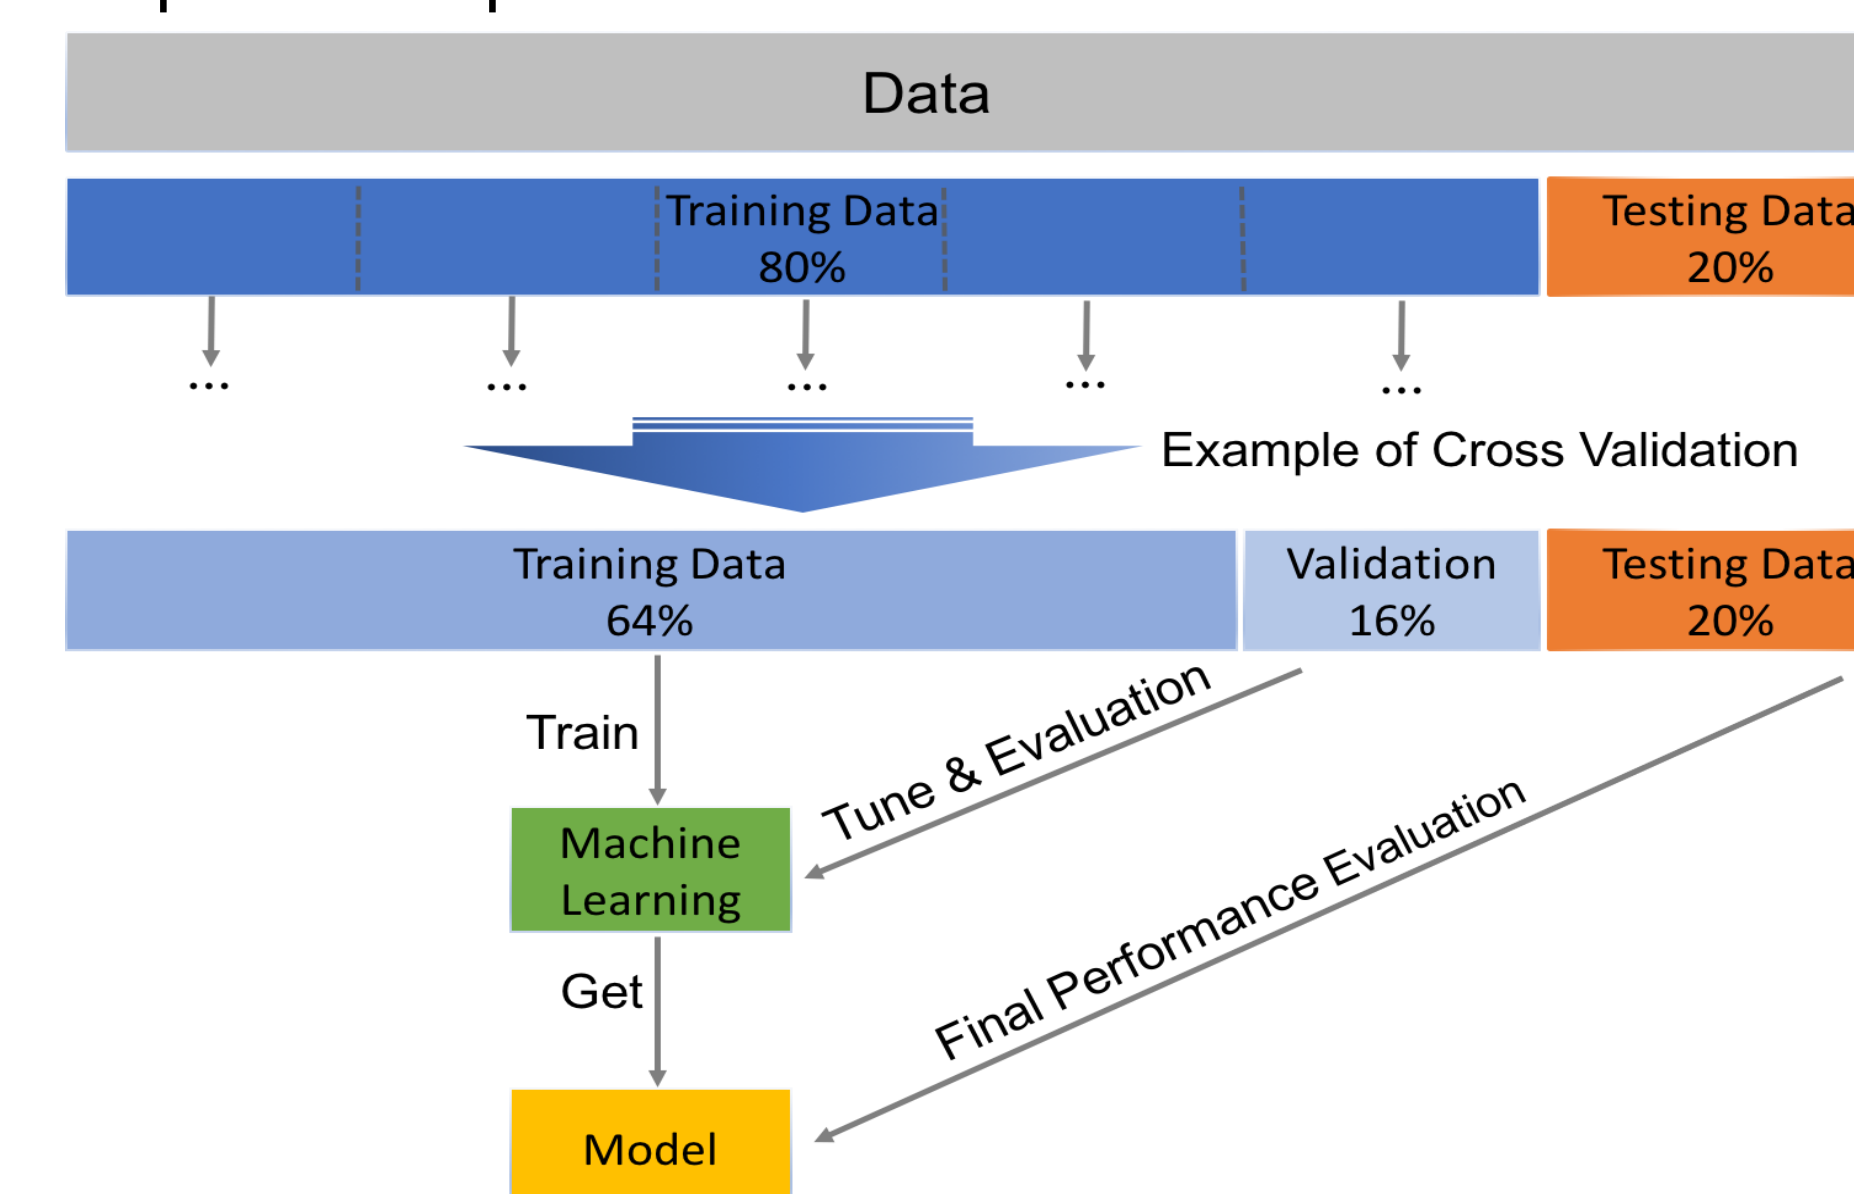 Data
Training Data
80%
Testing Data
20%
...
...
...
...
...
Example of Cross Validation
Training Data
64%
Validation
16%
Testing Data
20%
Train
Tune & Evaluation
Machine
Learning
Final Performance Evaluation
Get
Model